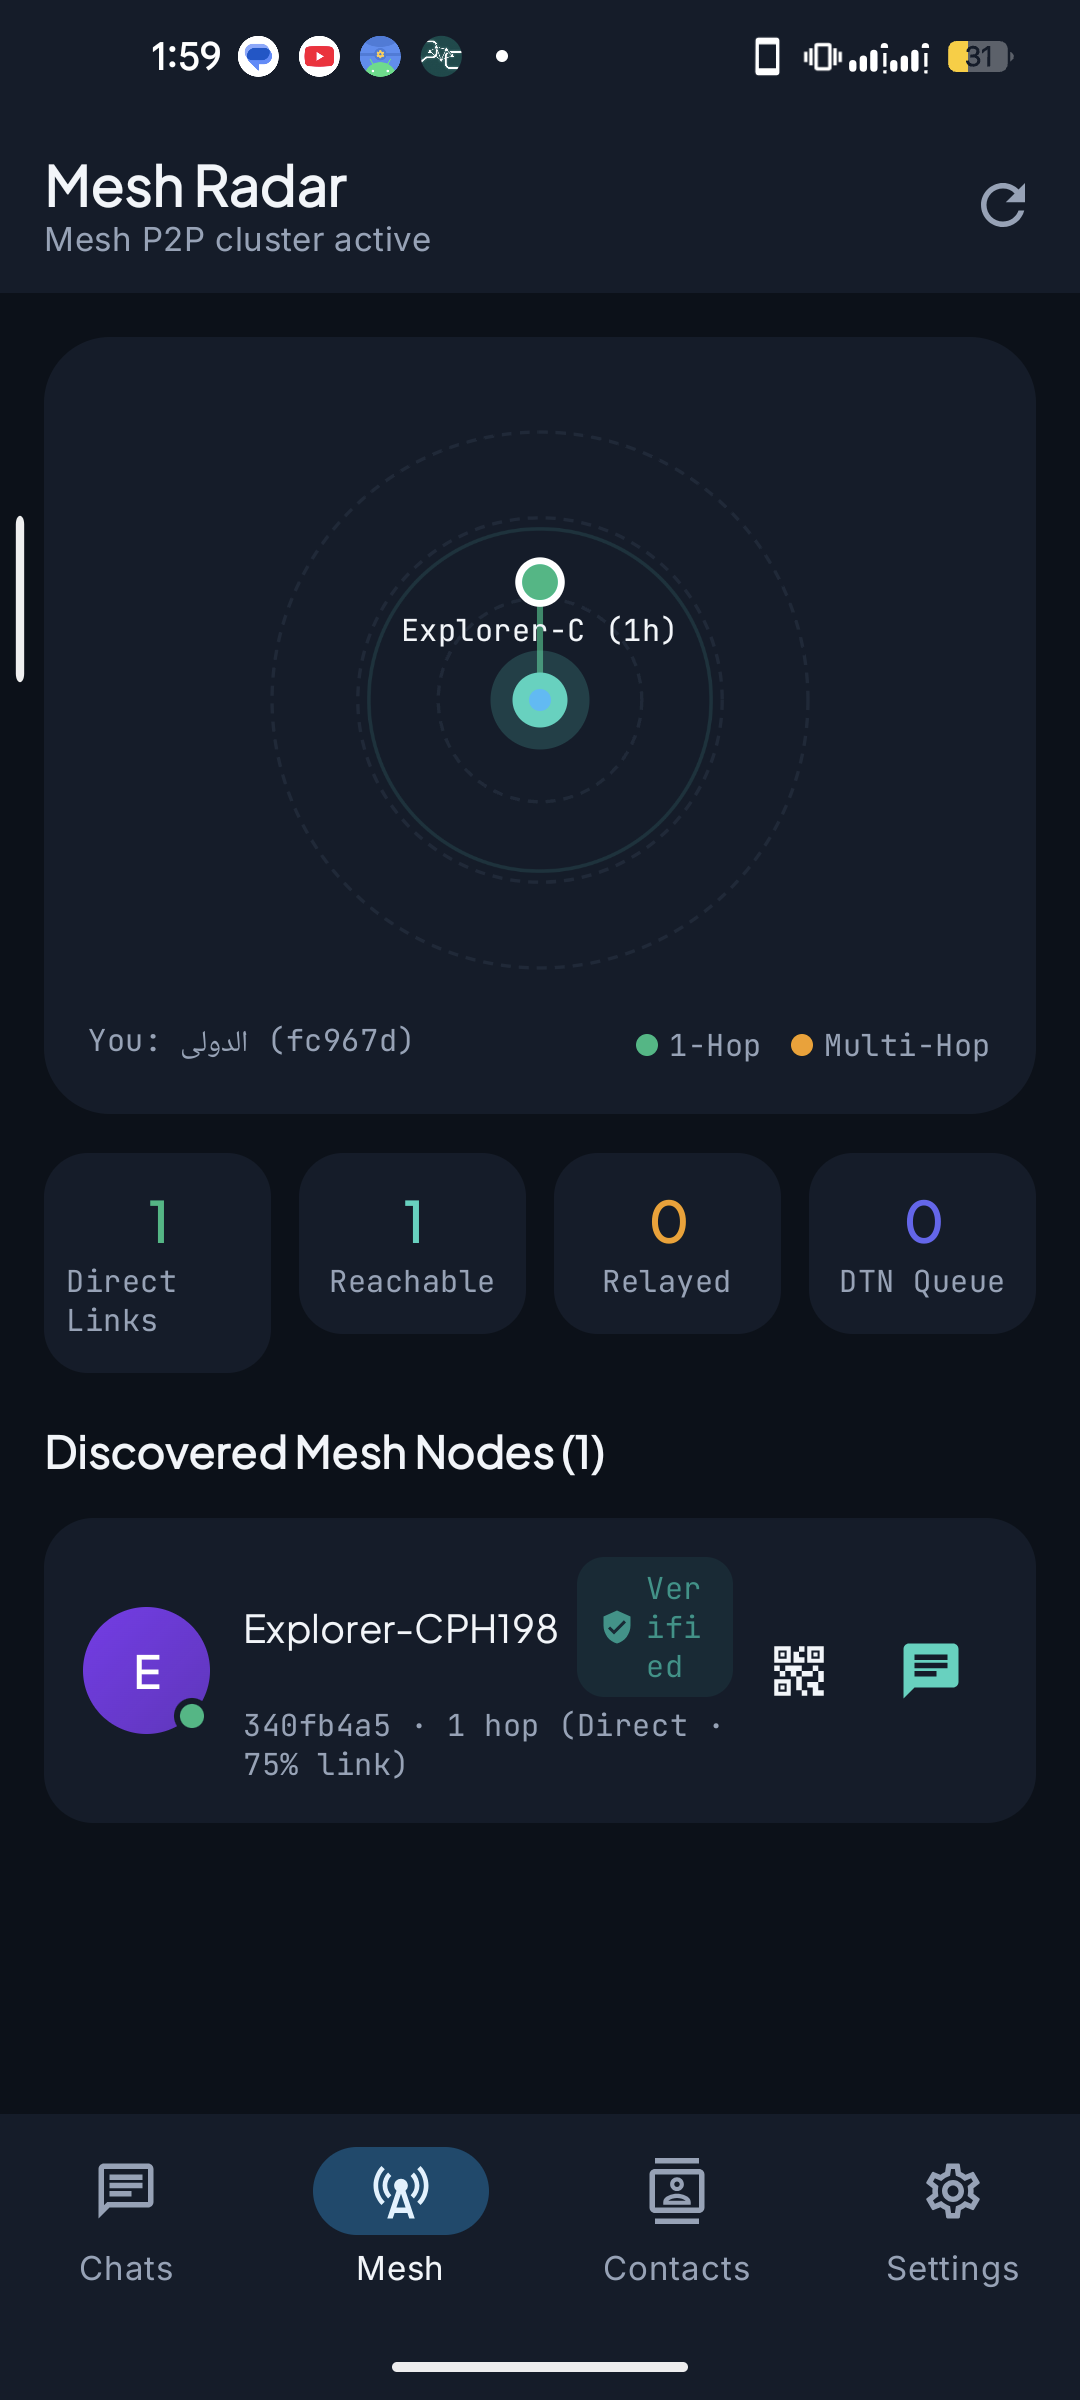 1:59
31
Mesh Radar
Mesh P2P cluster active
Explorer-C (1h)
You: الدولى (fc967d)
1-Hop
Multi-Hop
1
Direct
Links
1
Reachable
0
Relayed
0
DTN Queue
Discovered Mesh Nodes (1)
E
Explorer-CPH198
Ver
ifi
ed
340fb4a5 · 1 hop (Direct ·
75% link)
Chats
Mesh
Contacts
Settings